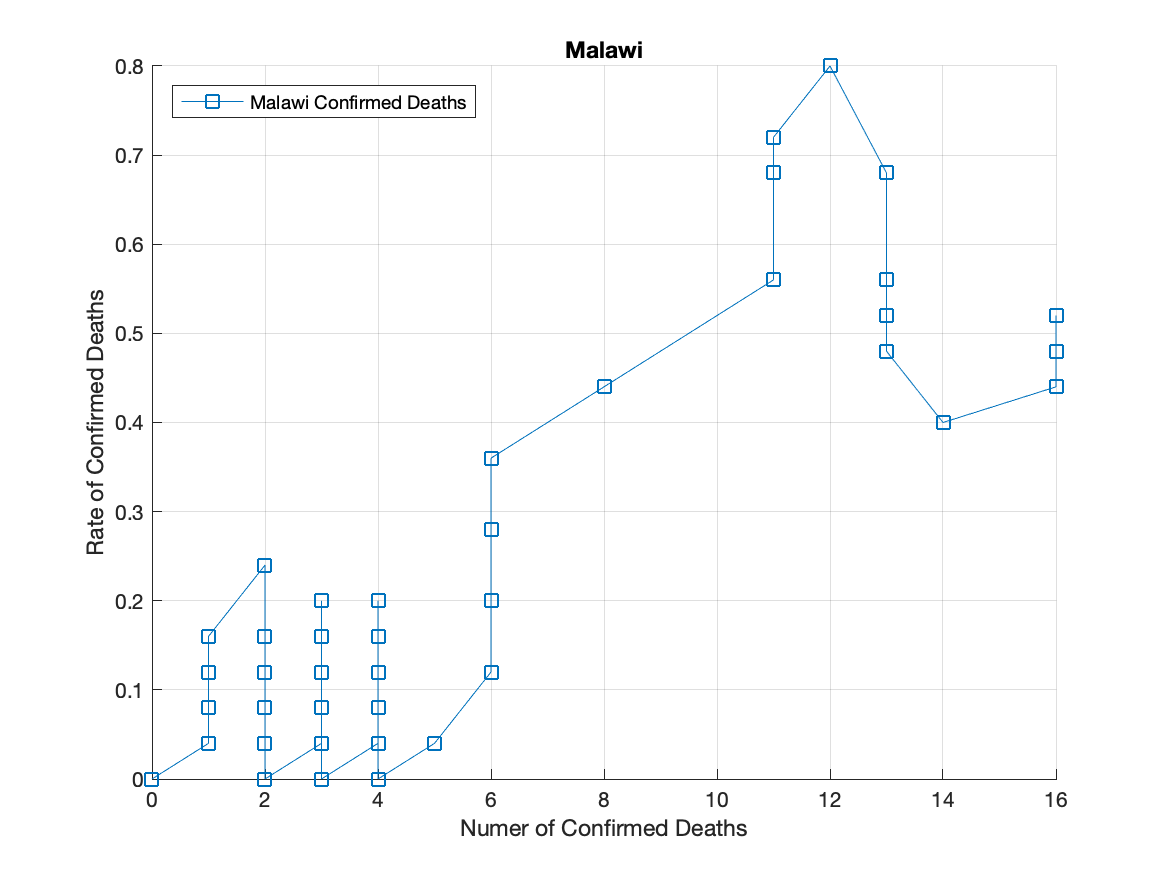 Malawi
Malawi Confirmed Deaths
Rate of Confirmed Deaths
0.8
0.7
0.6
0.5
0.4
0.3
0.2
0.1
0
0 2 4 6 8 10 12 14 16
Numer of Confirmed Deaths